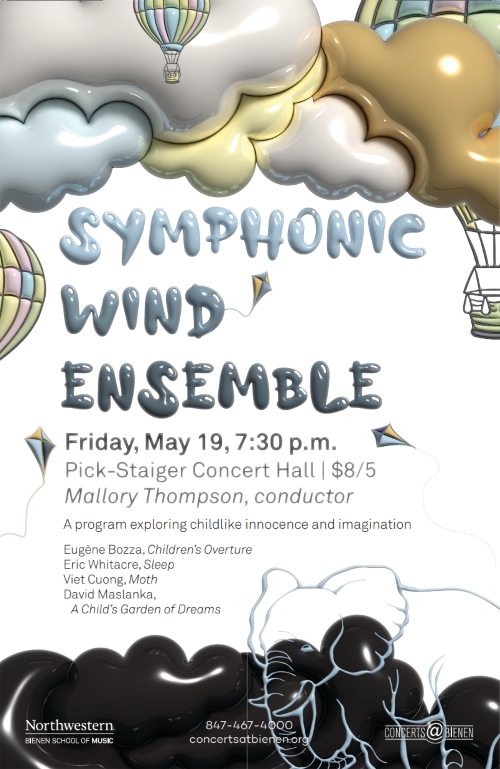 SYMPHONIC
WIND
ENSEMBLE
Friday, May 19, 7:30 p.m.
Pick-Staiger Concert Hall | $8/5
Mallory Thompson, conductor
A program exploring childlike innocence and imagination
Eugène Bozza, Children's Overture
Eric Whitacre, Sleep
Viet Cuong, Moth
David Maslanka,
A Child's Garden of Dreams
Northwestern
BIENEN SCHOOL OF MUSIC
847-467-4000
concertsatbienen.org
CONCERTS @ BIENEN